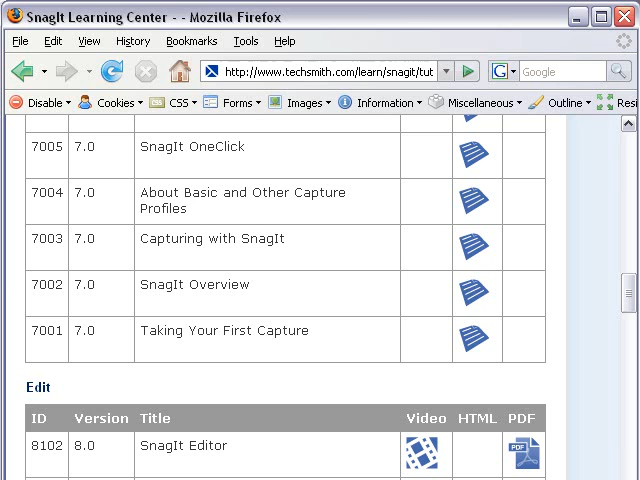 SnagIt Learning Center - - Mozilla Firefox
File Edit View History Bookmarks Tools Help
http://www.techsmith.com/learn/snagit/tut
G Google
Disable Cookies CSS Forms Images Information Miscellaneous Outline Resi
7005 7.0 SnagIt OneClick
7004 7.0 About Basic and Other Capture
Profiles
7003 7.0 Capturing with SnagIt
7002 7.0 SnagIt Overview
7001 7.0 Taking Your First Capture
Edit
ID Version Title Video HTML PDF
8102 8.0 SnagIt Editor PDF